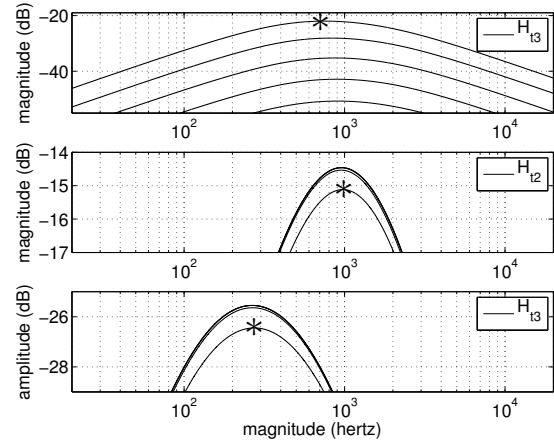 −20
−40
magnitude (dB)
H_t3
10^2
10^3
10^4
−14
−15
−16
−17
magnitude (dB)
H_t2
10^2
10^3
10^4
−26
−28
amplitude (dB)
H_t3
10^2
10^3
10^4
magnitude (hertz)